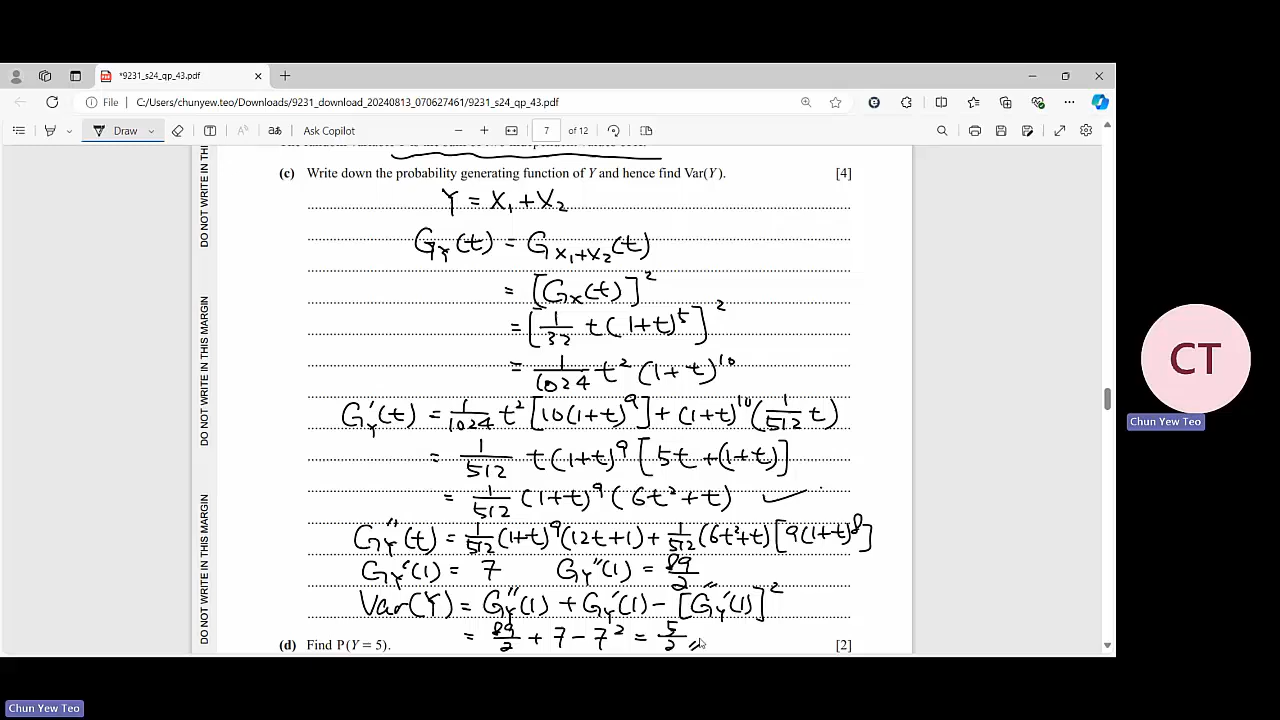 *9231_s24_qp_43.pdf
File C:/Users/chunyew.teo/Downloads/9231_download_20240813_070627461/9231_s24_qp_43.pdf
Draw Ask Copilot 7 of 12
(c) Write down the probability generating function of Y and hence find Var(Y). [4]
Y = X₁ + X₂
G_Y(t) = G_{X₁+X₂}(t)
= [G_X(t)]²
= [1/32 t(1+t)⁵]²
= 1/1024 t² (1+t)¹⁰
G_Y'(t) = 1/1024 t² [10(1+t)⁹] + (1+t)¹⁰ (1/512 t)
= 1/512 t(1+t)⁹ [5t + (1+t)]
= 1/512 (1+t)⁹ (6t² + t)
G_Y''(t) = 1/512 (1+t)⁹ (12t+1) + 1/512 (6t²+t) [9(1+t)⁸]
G_Y'(1) = 7 G_Y''(1) = 89/2
Var(Y) = G_Y''(1) + G_Y'(1) − [G_Y'(1)]²
= 89/2 + 7 − 7² = 5/2
(d) Find P(Y = 5). [2]
DO NOT WRITE IN THIS MARGIN
DO NOT WRITE IN THIS MARGIN
CT
Chun Yew Teo
Chun Yew Teo